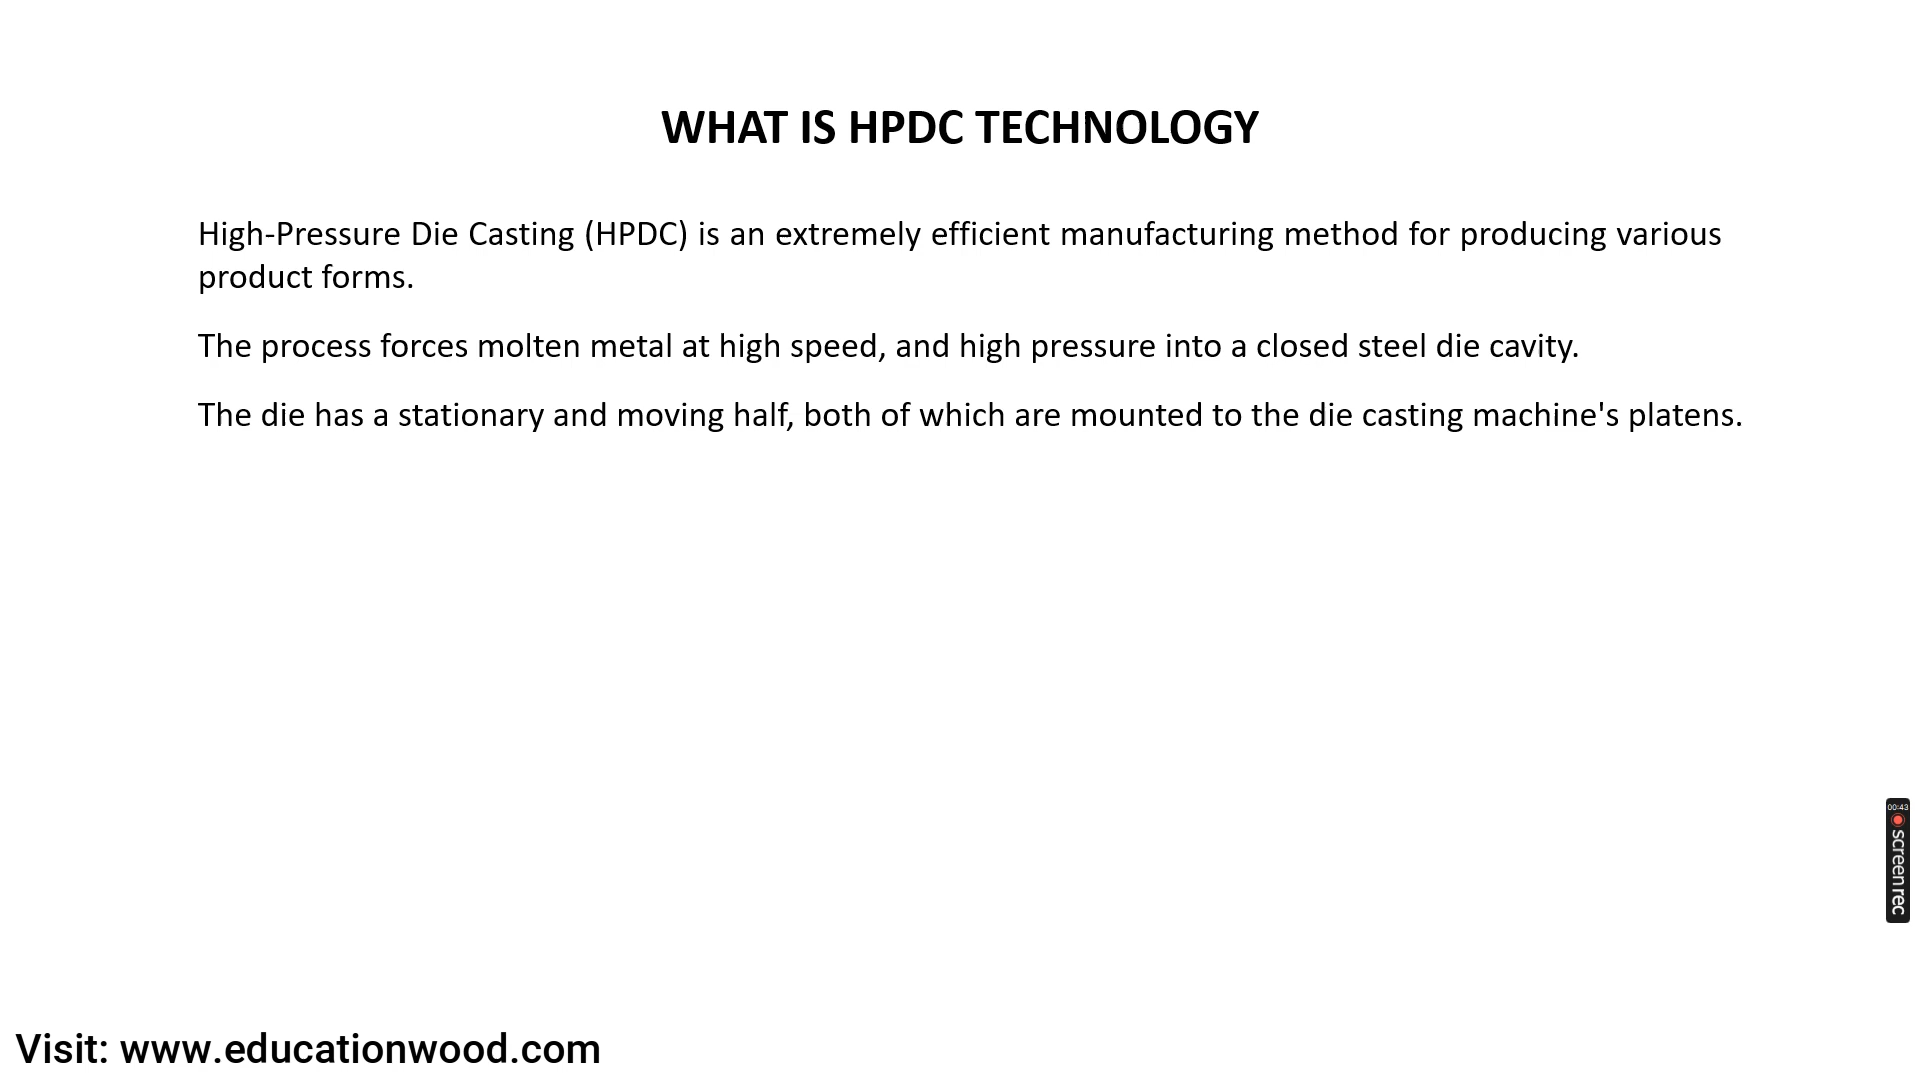 WHAT IS HPDC TECHNOLOGY
High-Pressure Die Casting (HPDC) is an extremely efficient manufacturing method for producing various
product forms.
The process forces molten metal at high speed, and high pressure into a closed steel die cavity.
The die has a stationary and moving half, both of which are mounted to the die casting machine's platens.
00:43
screenrec
Visit: www.educationwood.com